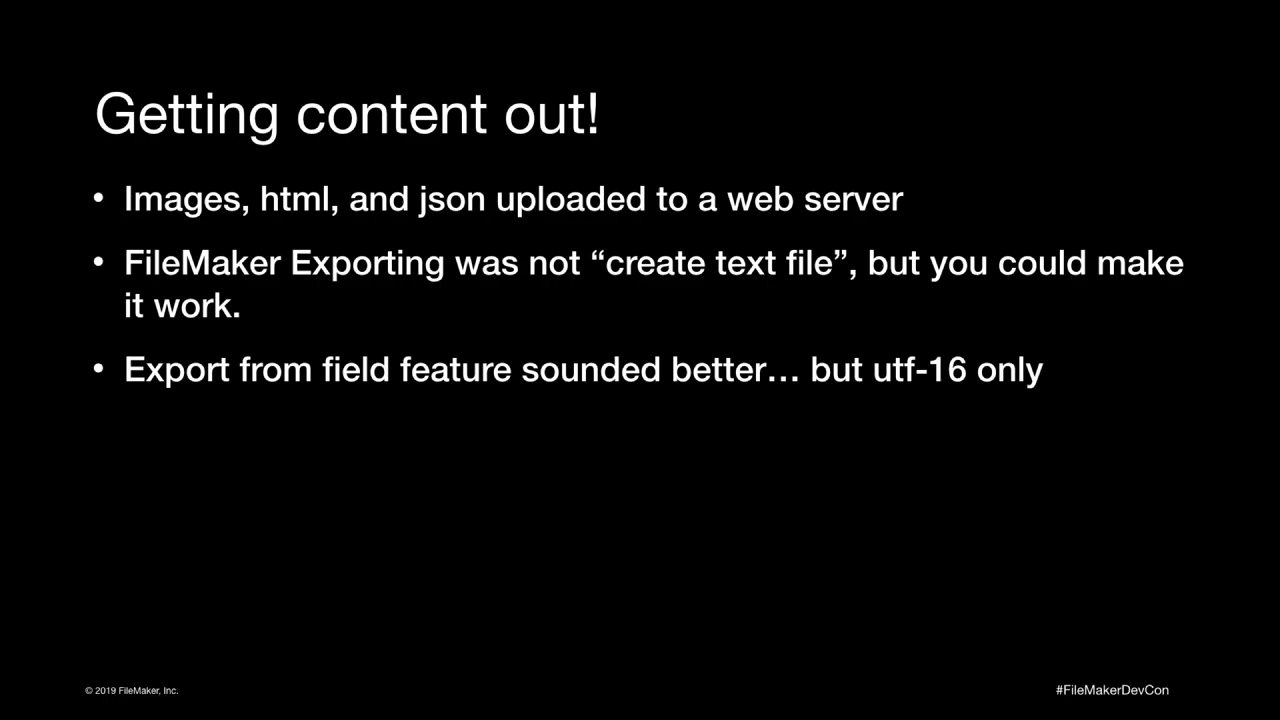 Getting content out!
• Images, html, and json uploaded to a web server
• FileMaker Exporting was not “create text file”, but you could make
it work.
• Export from field feature sounded better… but utf-16 only
© 2019 FileMaker, Inc.
#FileMakerDevCon